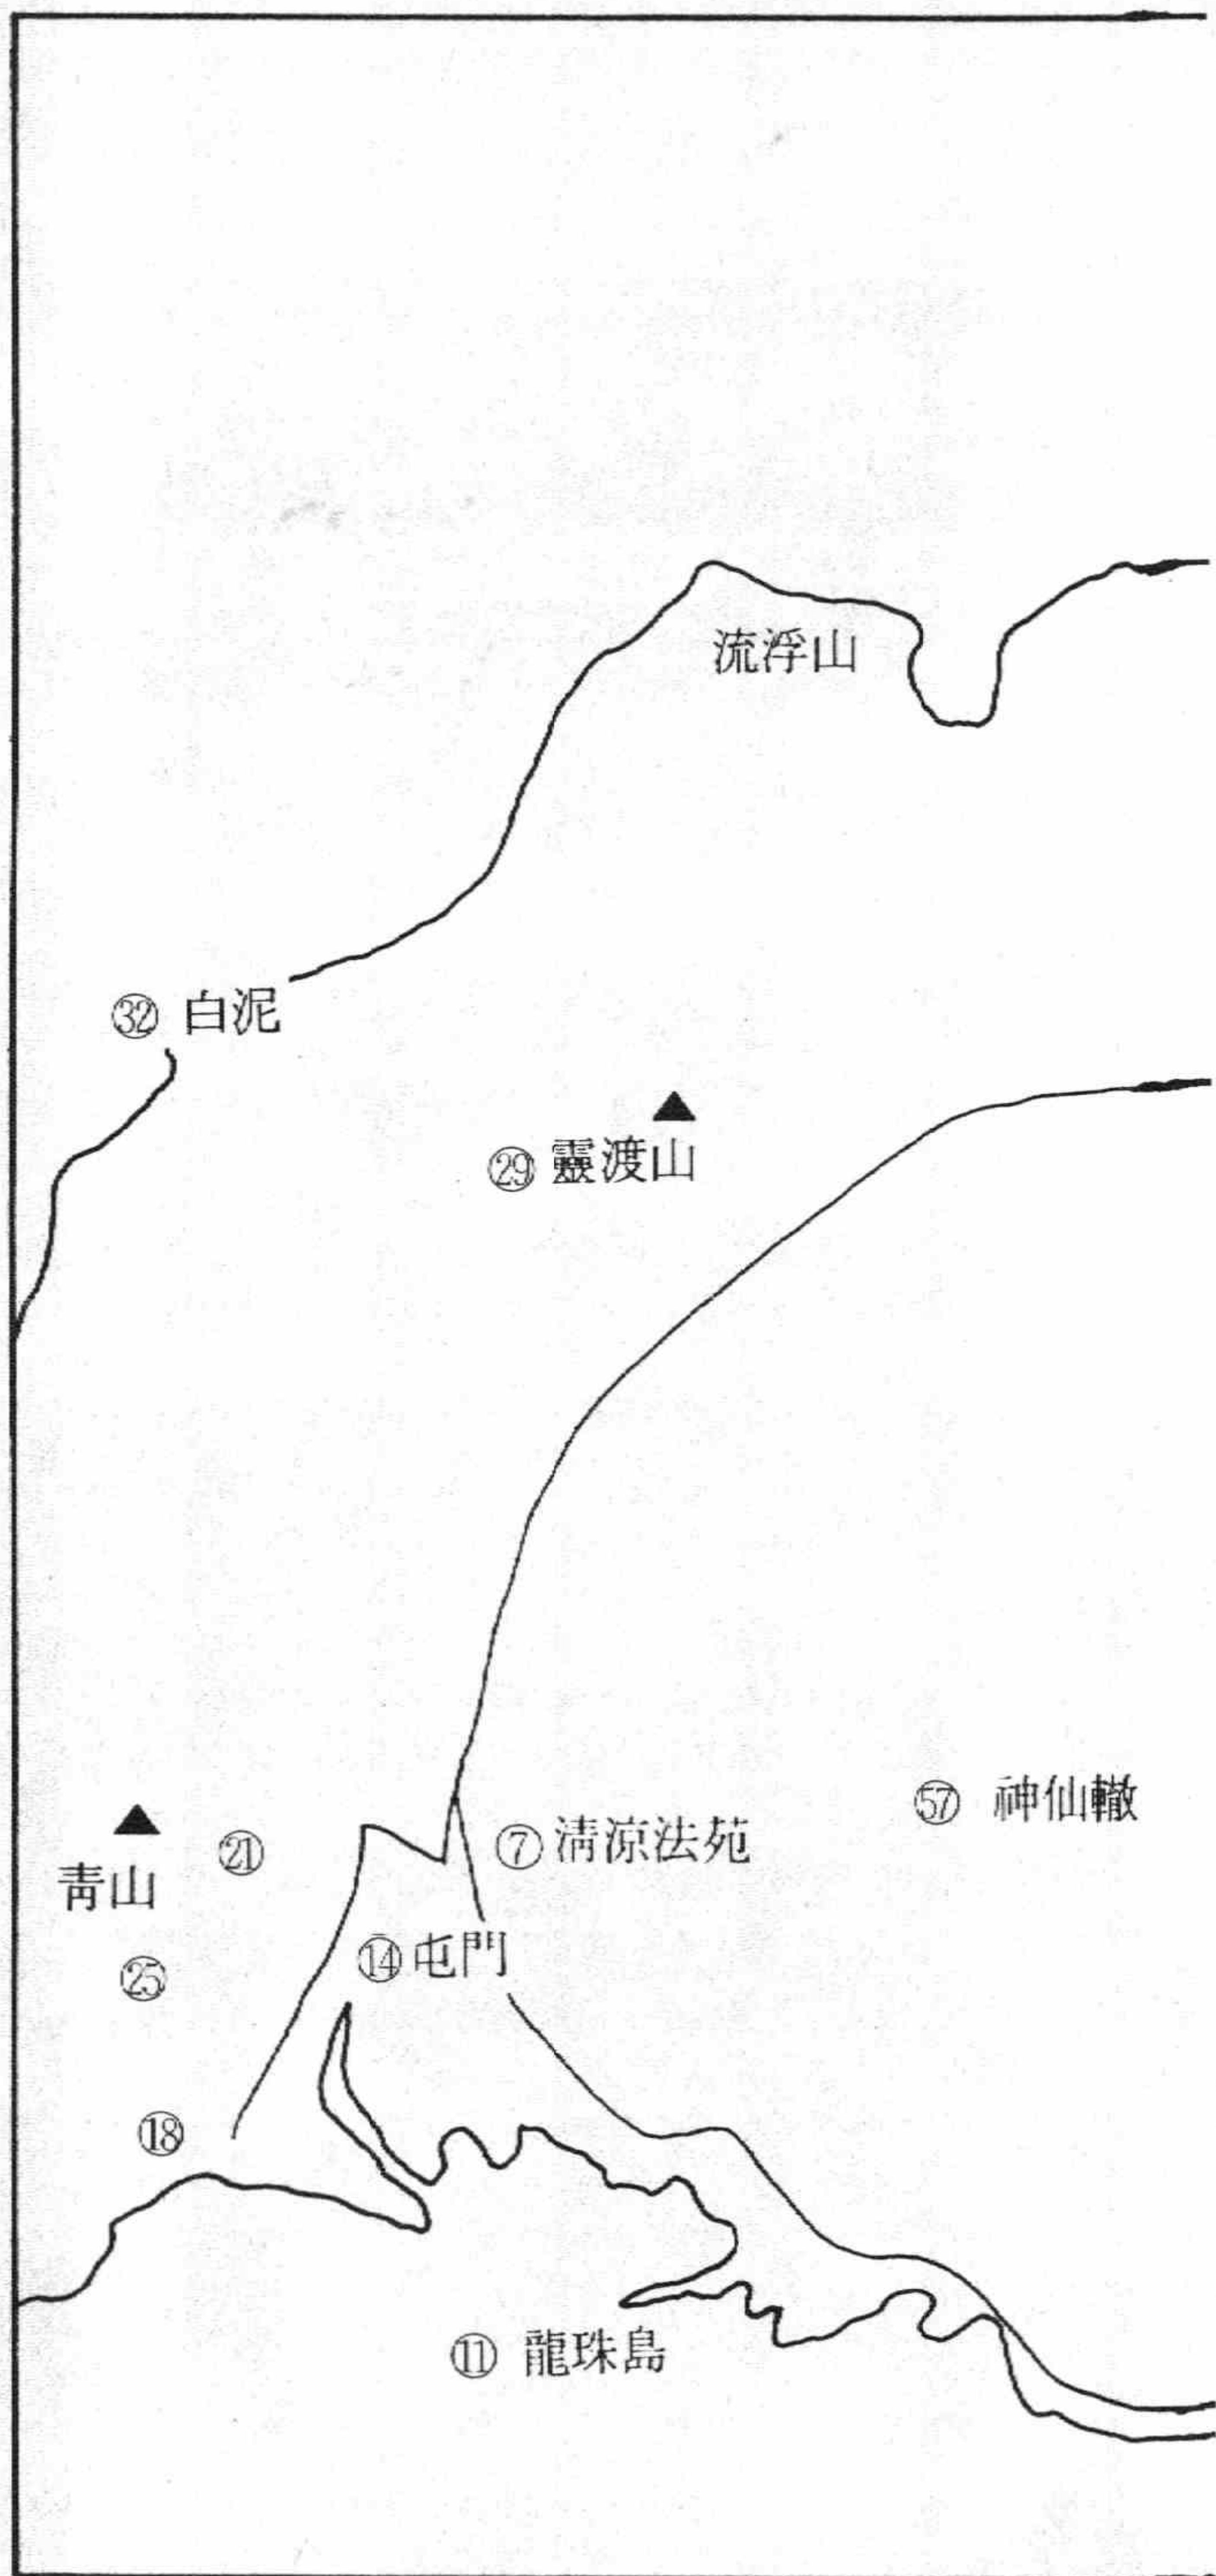 流浮山
㉜ 白泥
㉙ 靈渡山
�57 神仙轍
⑦ 清涼法苑
㉑
青山
⑭ 屯門
㉕
⑱
⑪ 龍珠島